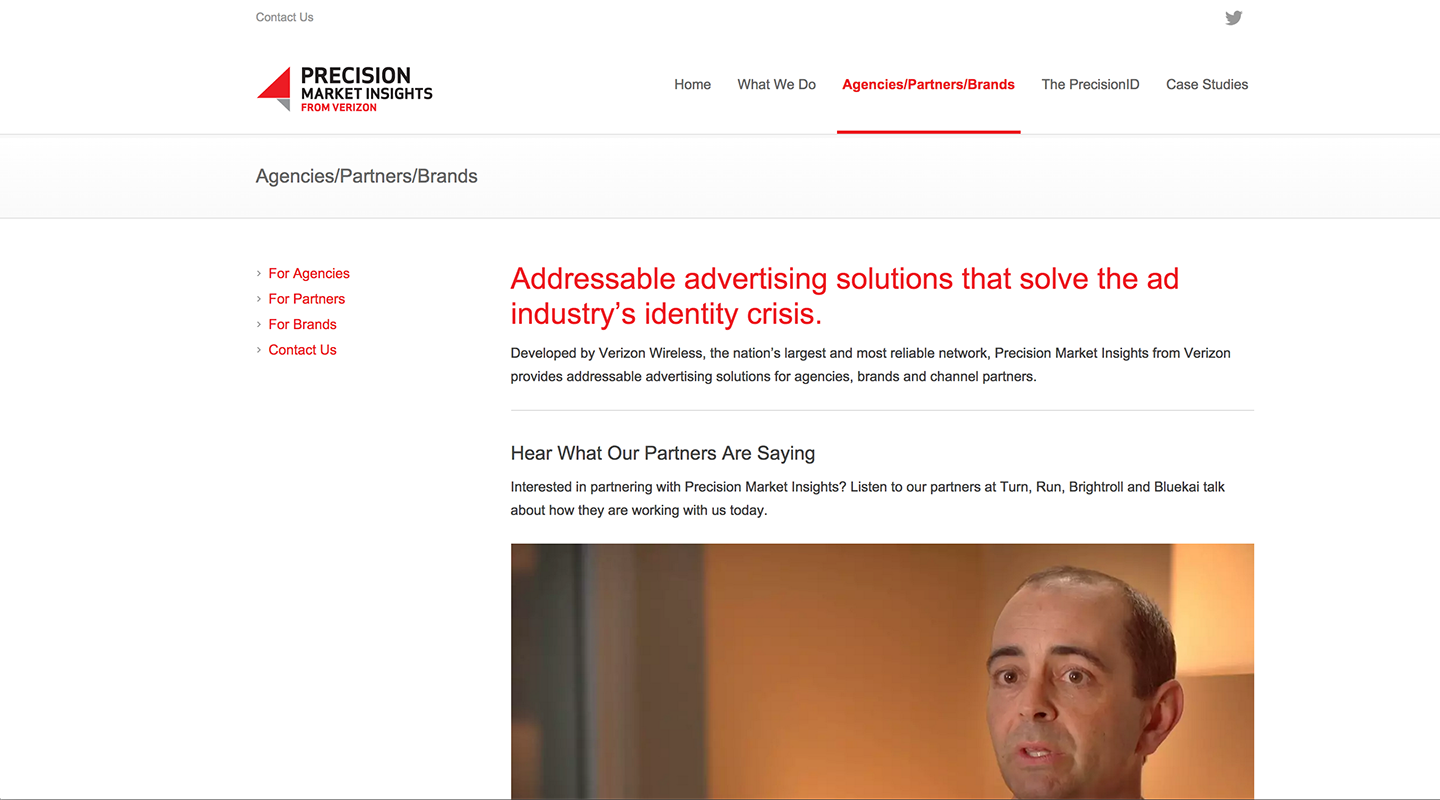 Contact Us
PRECISION
MARKET INSIGHTS
FROM VERIZON
Home What We Do Agencies/Partners/Brands The PrecisionID Case Studies
Agencies/Partners/Brands
For Agencies
For Partners
For Brands
Contact Us
Addressable advertising solutions that solve the ad
industry’s identity crisis.
Developed by Verizon Wireless, the nation’s largest and most reliable network, Precision Market Insights from Verizon
provides addressable advertising solutions for agencies, brands and channel partners.
Hear What Our Partners Are Saying
Interested in partnering with Precision Market Insights? Listen to our partners at Turn, Run, Brightroll and Bluekai talk
about how they are working with us today.